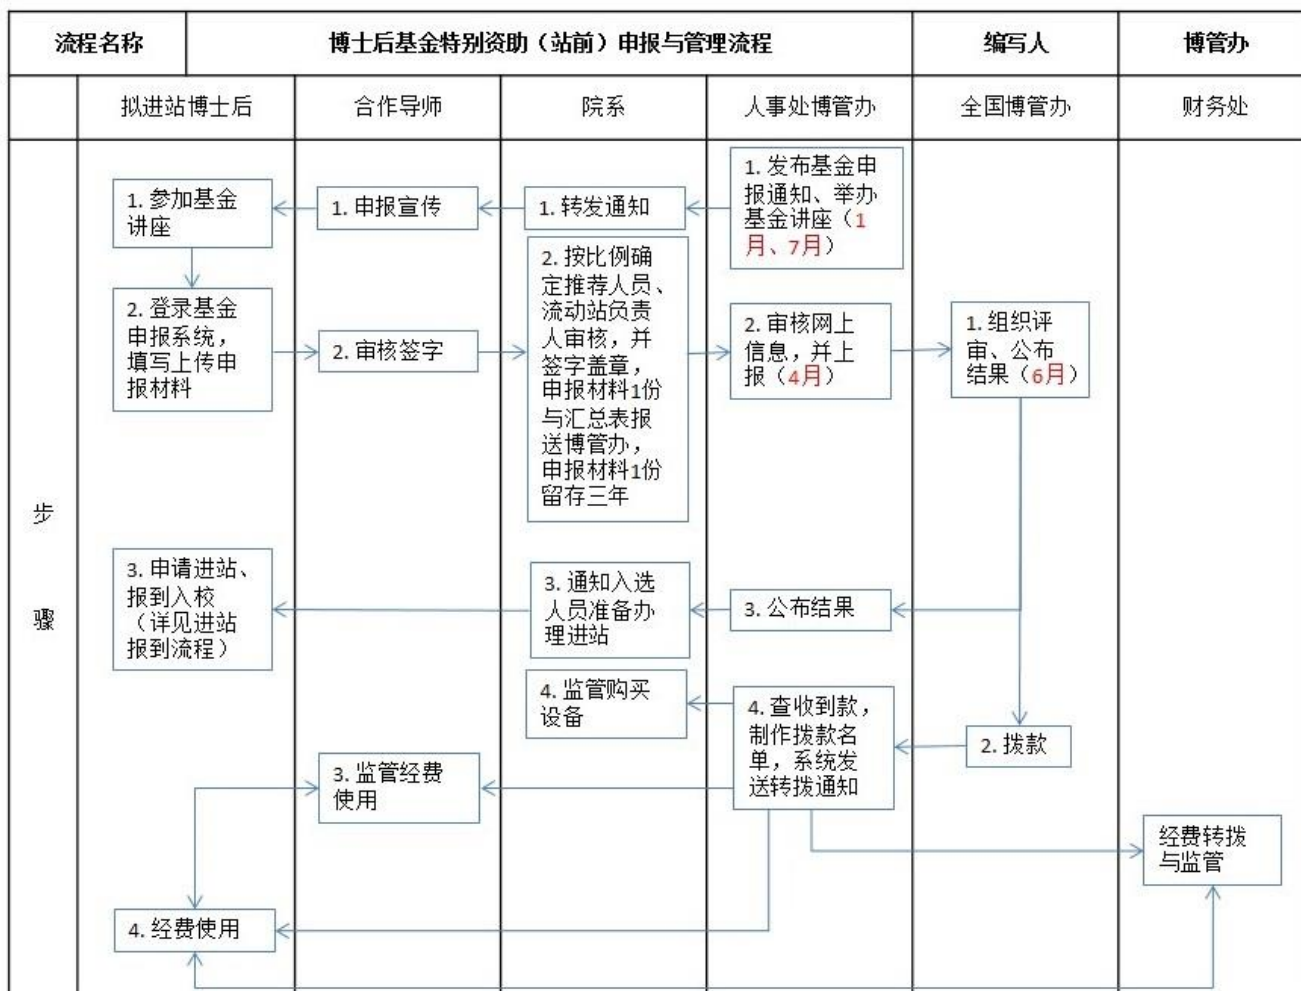 流程名称
博士后基金特别资助（站前）申报与管理流程
编写人
博管办
拟进站博士后
合作导师
院系
人事处博管办
全国博管办
财务处
步
骤
1. 发布基金申
报通知、举办
基金讲座（1
月、7月）
1. 转发通知
1. 申报宣传
1. 参加基金
讲座
2. 登录基金
申报系统，
填写上传申
报材料
2. 审核签字
2. 按比例确
定推荐人员、
流动站负责
人审核，并
签字盖章，
申报材料1份
与汇总表报
送博管办，
申报材料1份
留存三年
2. 审核网上
信息，并上
报（4月）
1. 组织评
审、公布
结果（6月）
3. 申请进站、
报到入校
（详见进站
报到流程）
3. 通知入选
人员准备办
理进站
3. 公布结果
4. 监管购买
设备
4. 查收到款，
制作拨款名
单，系统发
送转拨通知
2. 拨款
3. 监管经费
使用
经费转拨
与监管
4. 经费使用